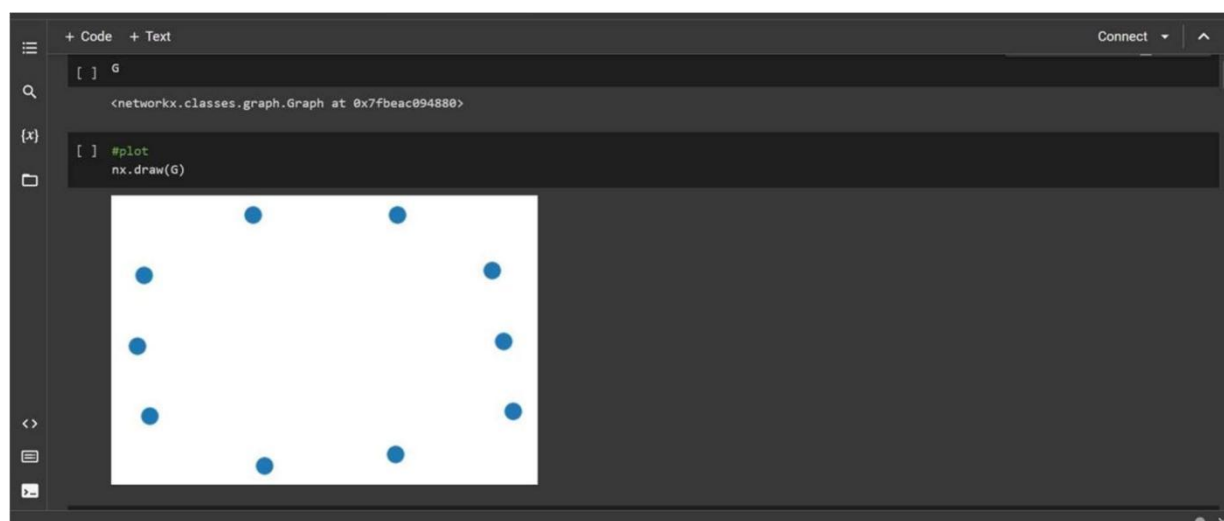 + Code + Text
Connect
[ ] G
<networkx.classes.graph.Graph at 0x7fbeac094880>
{x}
[ ] #plot
nx.draw(G)
<>